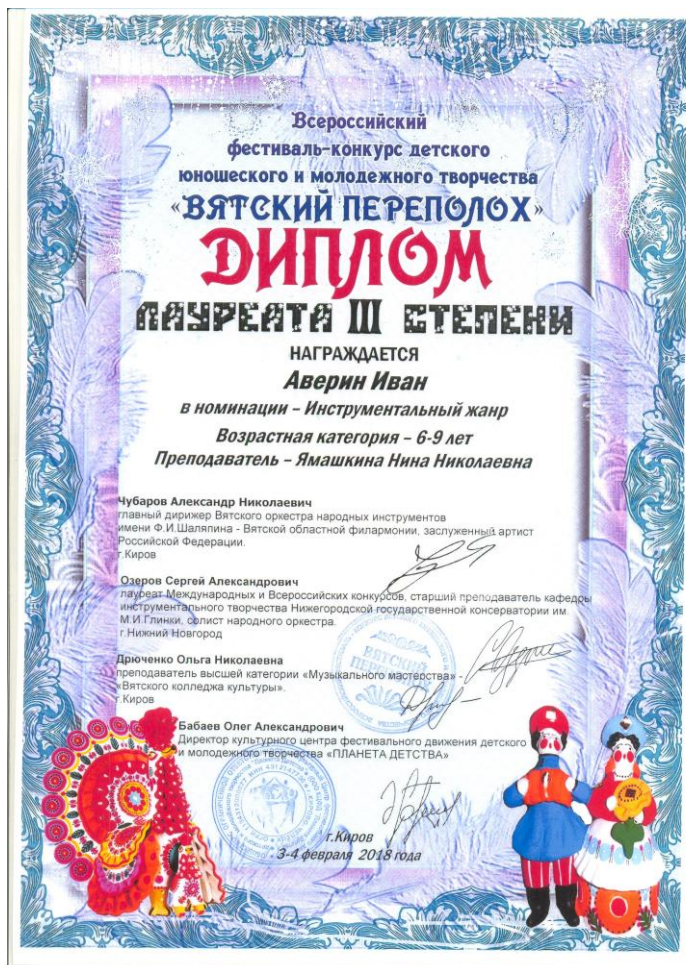 Всероссийский
фестиваль-конкурс детского
юношеского и молодежного творчества
«ВЯТСКИЙ ПЕРЕПОЛОХ»
ДИПЛОМ
ЛАУРЕАТА III СТЕПЕНИ
НАГРАЖДАЕТСЯ
Аверин Иван
в номинации – Инструментальный жанр
Возрастная категория – 6-9 лет
Преподаватель – Ямашкина Нина Николаевна
Чубаров Александр Николаевич
главный дирижер Вятского оркестра народных инструментов
имени Ф.И.Шаляпина - Вятской областной филармонии, заслуженный артист
Российской Федерации.
г.Киров
Озеров Сергей Александрович
лауреат Международных и Всероссийских конкурсов, старший преподаватель кафедры
инструментального творчества Нижегородской государственной консерватории им.
М.И.Глинки, солист народного оркестра.
г.Нижний Новгород
Дрюченко Ольга Николаевна
преподаватель высшей категории «Музыкального мастерства» -
«Вятского колледжа культуры».
г.Киров
ВЯТСКИЙ
ПЕРЕПОЛОХ
Бабаев Олег Александрович
Директор культурного центра фестивального движения детского
и молодежного творчества «ПЛАНЕТА ДЕТСТВА»
г.Киров
3-4 февраля 2018 года